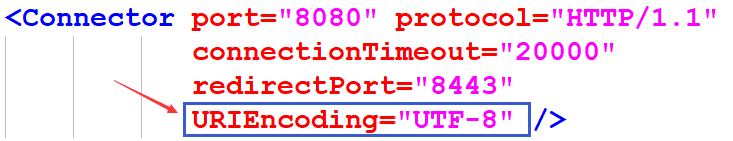 <Connector port="8080" protocol="HTTP/1.1"
connectionTimeout="20000"
redirectPort="8443"
URIEncoding="UTF-8" />